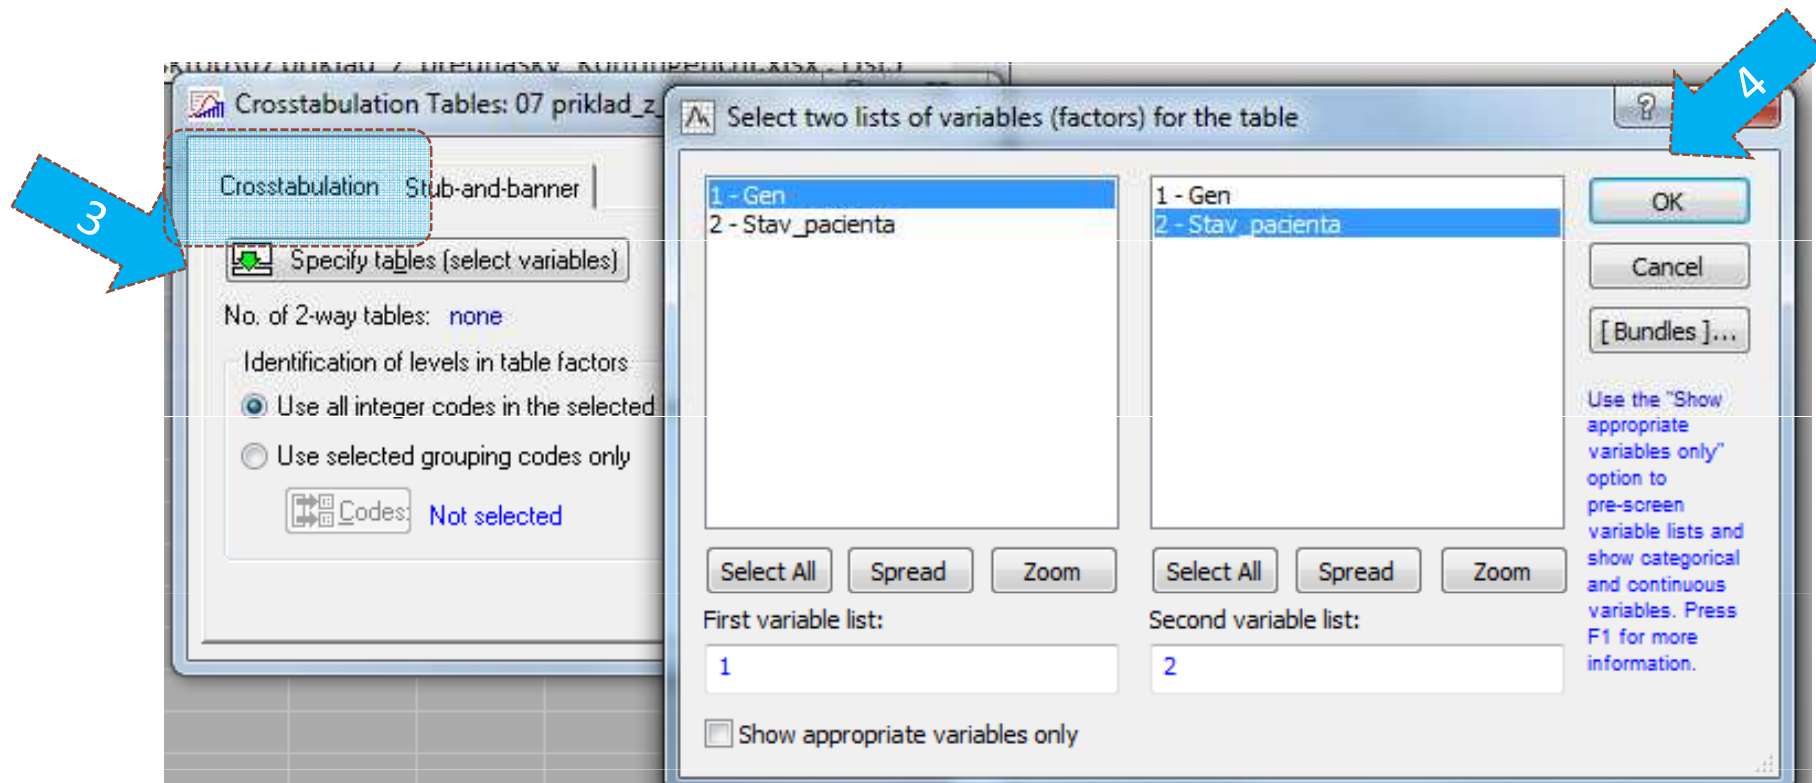 4
3
Crosstabulation Tables: 07 priklad_z_
Crosstabulation
Stub-and-banner
Specify tables (select variables)
No. of 2-way tables: none
Identification of levels in table factors
Use all integer codes in the selected
Use selected grouping codes only
Codes:
Not selected
Select two lists of variables (factors) for the table
?
1 - Gen
2 - Stav_pacienta
1 - Gen
2 - Stav_pacienta
OK
Cancel
[ Bundles ]...
Use the "Show
appropriate
variables only"
option to
pre-screen
variable lists and
show categorical
and continuous
variables. Press
F1 for more
information.
Select All
Spread
Zoom
Select All
Spread
Zoom
First variable list:
Second variable list:
1
2
Show appropriate variables only